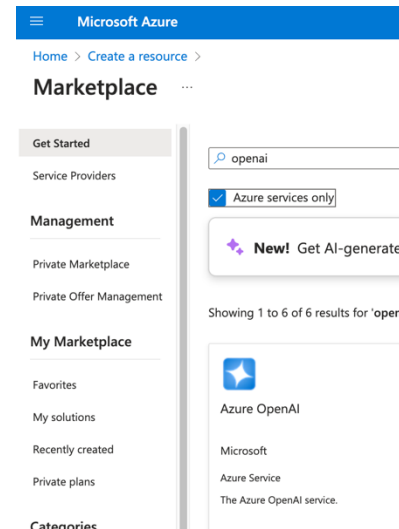 Microsoft Azure
Home > Create a resource >
Marketplace ...
Get Started
Service Providers
Management
Private Marketplace
Private Offer Management
My Marketplace
Favorites
My solutions
Recently created
Private plans
Categories
openai
Azure services only
New! Get AI-generate
Showing 1 to 6 of 6 results for 'oper
Azure OpenAI
Microsoft
Azure Service
The Azure OpenAI service.